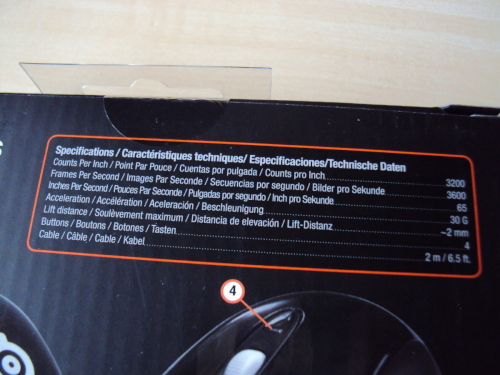 Specifications / Caractéristiques techniques/ Especificaciones/Technische Daten
Counts Per Inch / Point Par Pouce / Cuentas por pulgada / Counts pro Inch 3200
Frames Per Second / Images Par Seconde / Secuencias por segundo / Bilder pro Sekunde 3600
Inches Per Second / Pouces Par Seconde / Pulgadas por segundo / Inch pro Sekunde 65
Acceleration / Accélération / Aceleración / Beschleunigung 30 G
Lift distance / Soulèvement maximum / Distancia de elevación / Lift-Distanz ~2 mm
Buttons / Boutons / Botones / Tasten 4
Cable / Câble / Cable / Kabel 2 m / 6.5 ft.
4